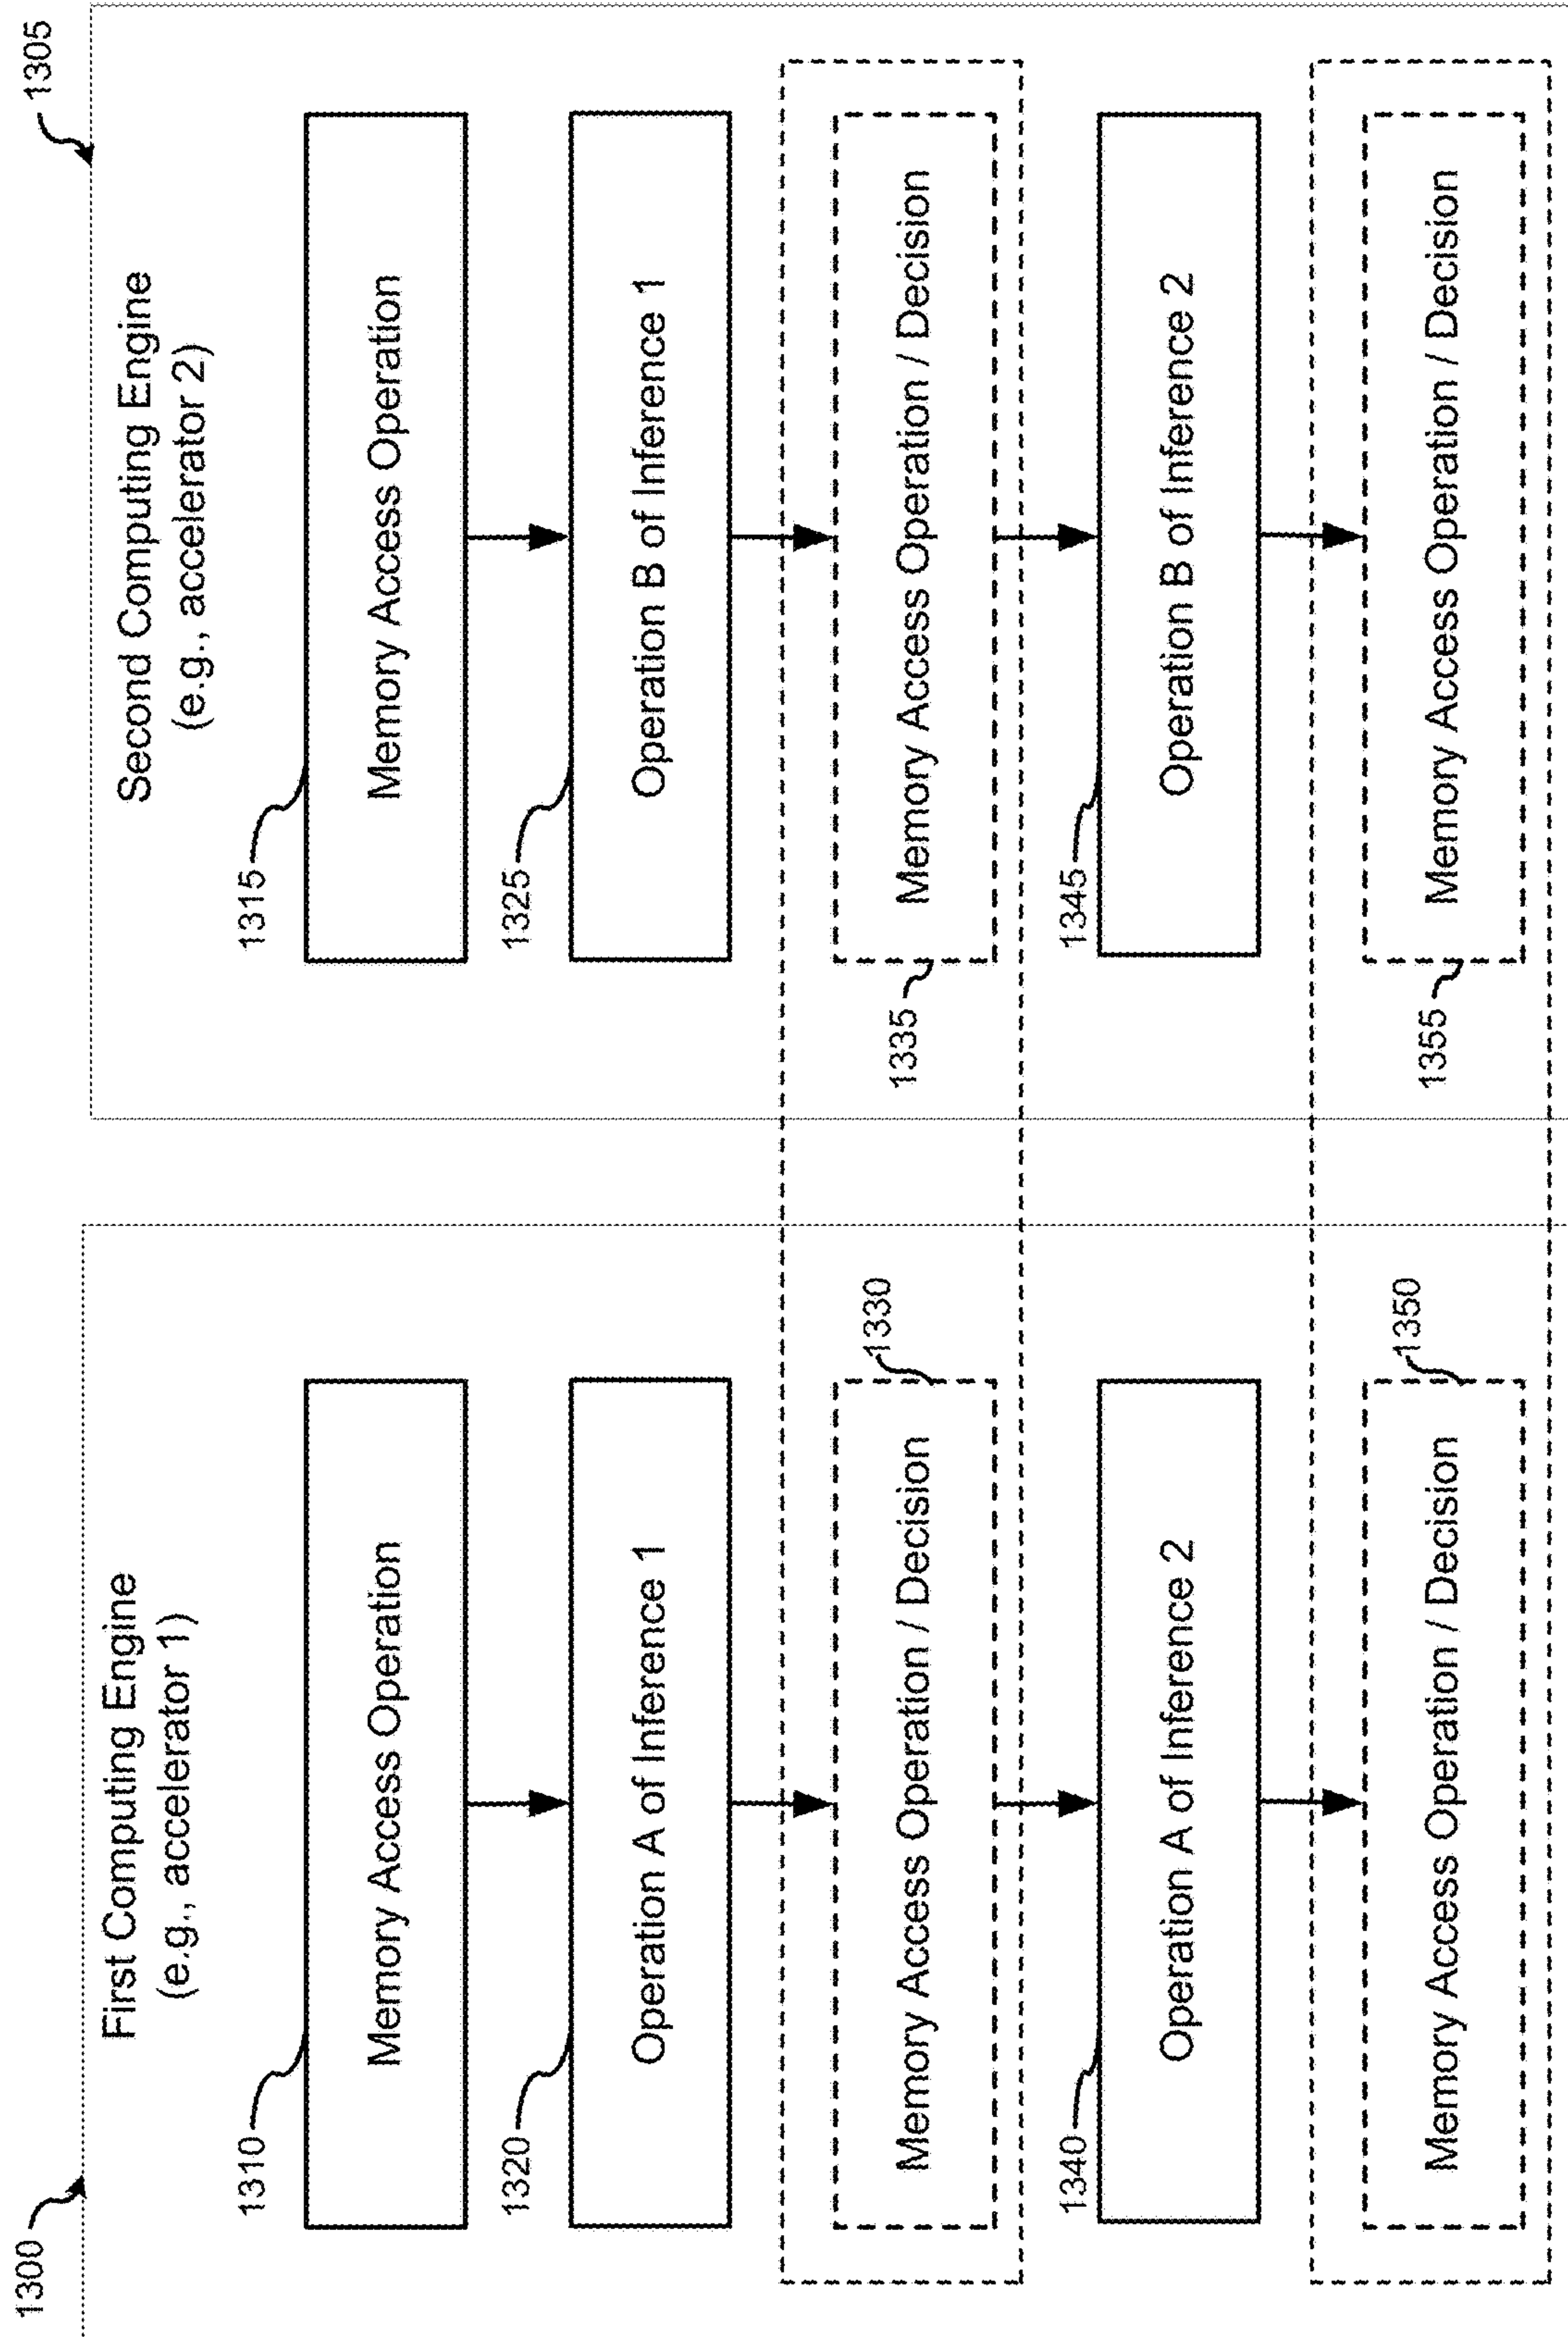 1300
First Computing Engine
(e.g., accelerator 1)
1310
Memory Access Operation
1320
Operation A of Inference 1
1330
Memory Access Operation / Decision
1340
Operation A of Inference 2
1350
Memory Access Operation / Decision
1305
Second Computing Engine
(e.g., accelerator 2)
1315
Memory Access Operation
1325
Operation B of Inference 1
1335
Memory Access Operation / Decision
1345
Operation B of Inference 2
1355
Memory Access Operation / Decision